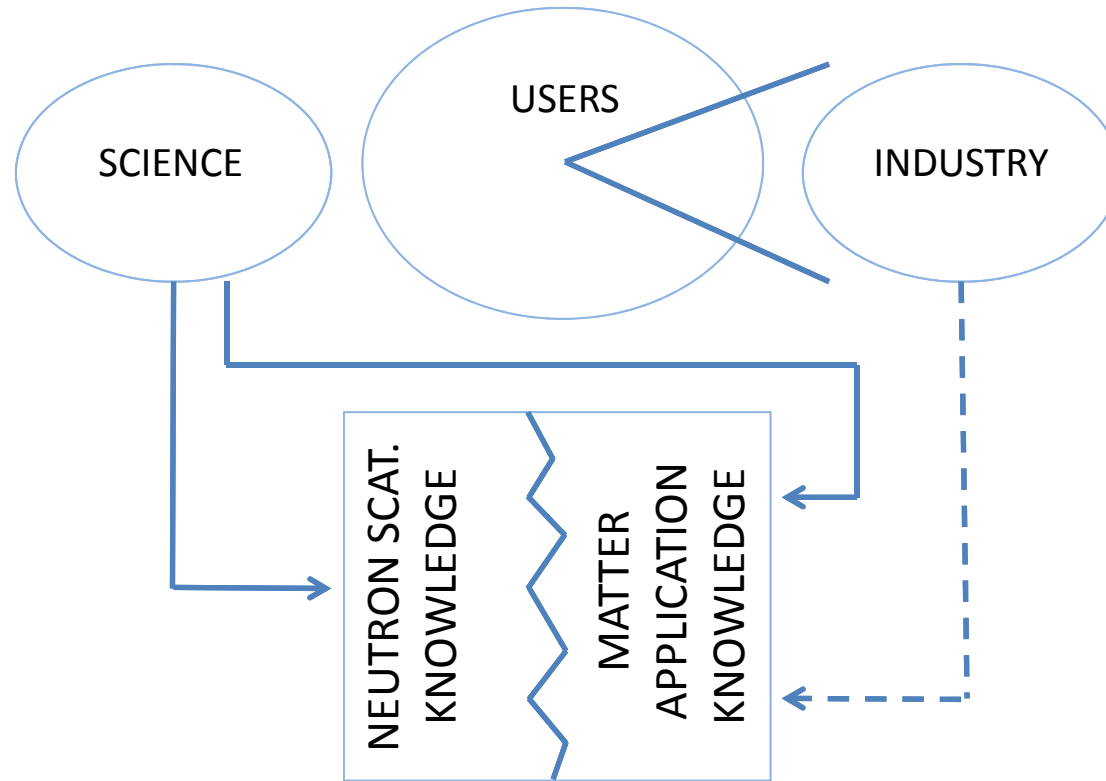 SCIENCE
USERS
INDUSTRY
NEUTRON SCAT.
KNOWLEDGE
MATTER
APPLICATION
KNOWLEDGE